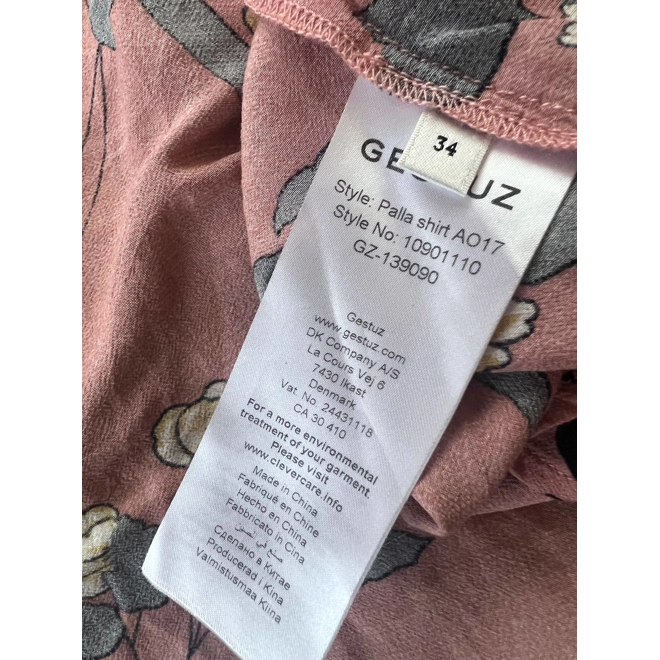 34
GESTUZ
Style: Palla shirt AO17
Style No: 10901110
GZ-139090
Gestuz
www.gestuz.com
DK Company A/S
La Cours Vej 6
7430 Ikast
Denmark
Vat. No. 24431118
CA 30 410
For a more environmental
treatment of your garment.
Please visit
www.clevercare.info
Made in China
Fabriqué en Chine
Hecho en China
Fabbricato in Cina
صنع في الصين
Сделано в Китае
Producerad i Kina
Valmistusmaa Kiina